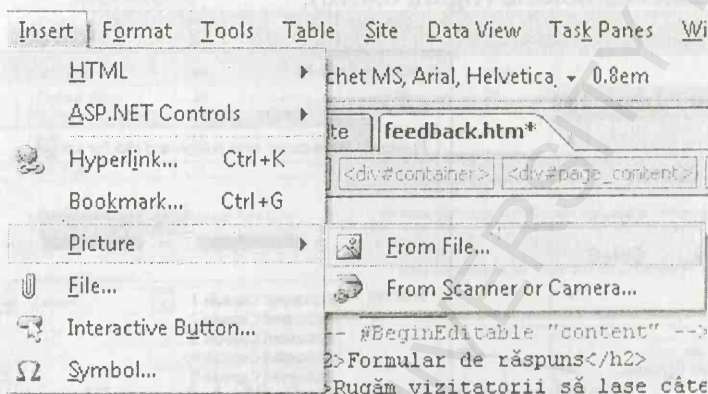 Insert Format Tools Table Site Data View Task Panes Wi
HTML
chet MS, Arial, Helvetica, 0.8em
ASP.NET Controls
te feedback.htm*
Hyperlink... Ctrl+K
<div#container> <div#page_content>
Bookmark... Ctrl+G
Picture
From File...
File...
From Scanner or Camera...
Interactive Button...
-- #BeginEditable "content" -->
2>Formular de răspuns</h2>
Symbol...
>Rugăm vizitatorii să lase câte
UNIVERSITY